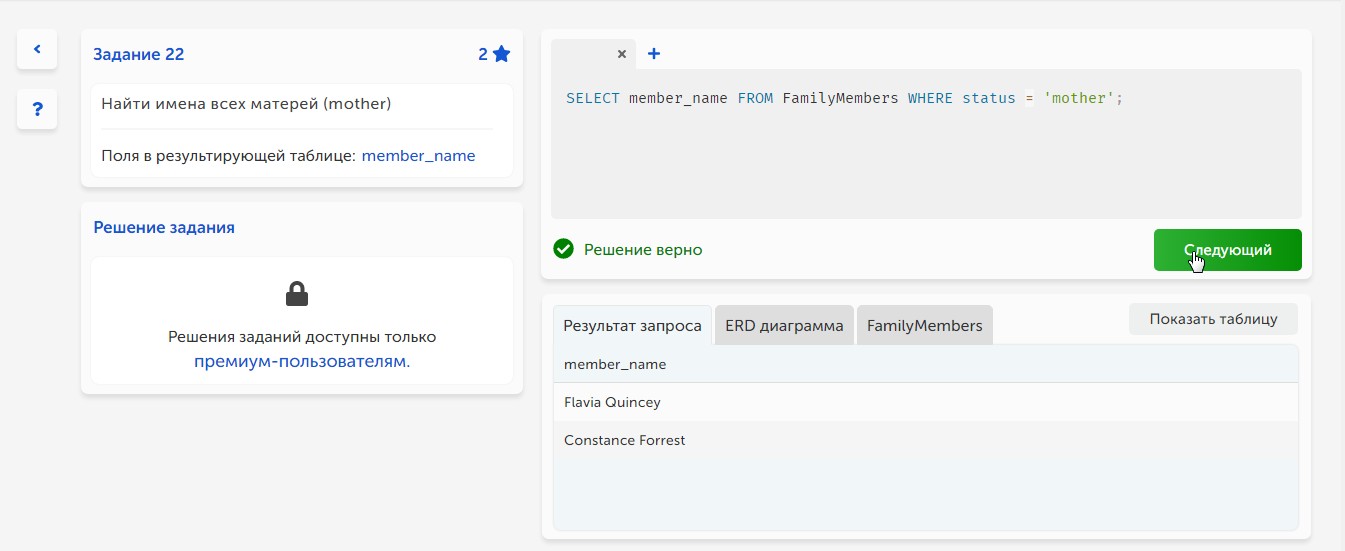 Задание 22
2
Найти имена всех матерей (mother)
Поля в результирующей таблице: member_name
Решение задания
Решения заданий доступны только
премиум-пользователям.
SELECT member_name FROM FamilyMembers WHERE status = 'mother';
Решение верно
Следующий
Результат запроса
ERD диаграмма
FamilyMembers
Показать таблицу
member_name
Flavia Quincey
Constance Forrest